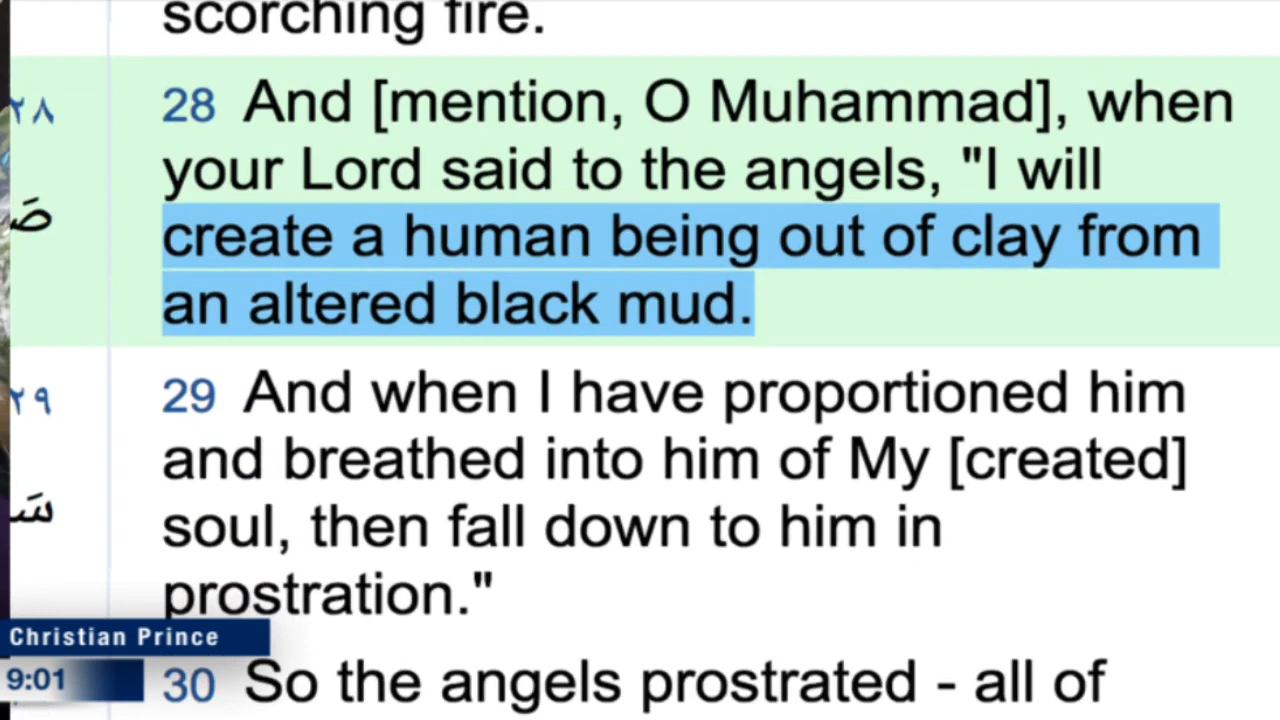 scorching fire.
٢٨
28 And [mention, O Muhammad], when
your Lord said to the angels, "I will
صَ
create a human being out of clay from
an altered black mud.
٢٩
29 And when I have proportioned him
and breathed into him of My [created]
سَ
soul, then fall down to him in
prostration."
Christian Prince
9:01
30 So the angels prostrated - all of